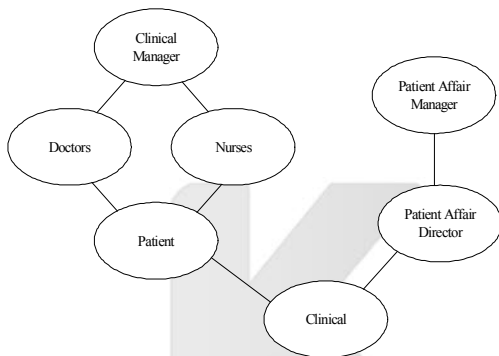 Clinical
Manager
Patient Affair
Manager
Doctors
Nurses
Patient Affair
Director
Patient
Clinical